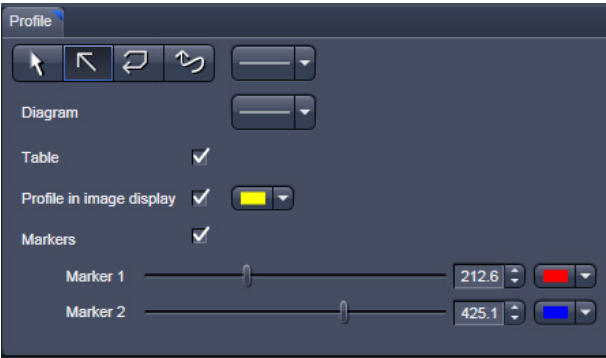 Profile
Diagram
Table
Profile in image display
Markers
Marker 1 212.6
Marker 2 425.1